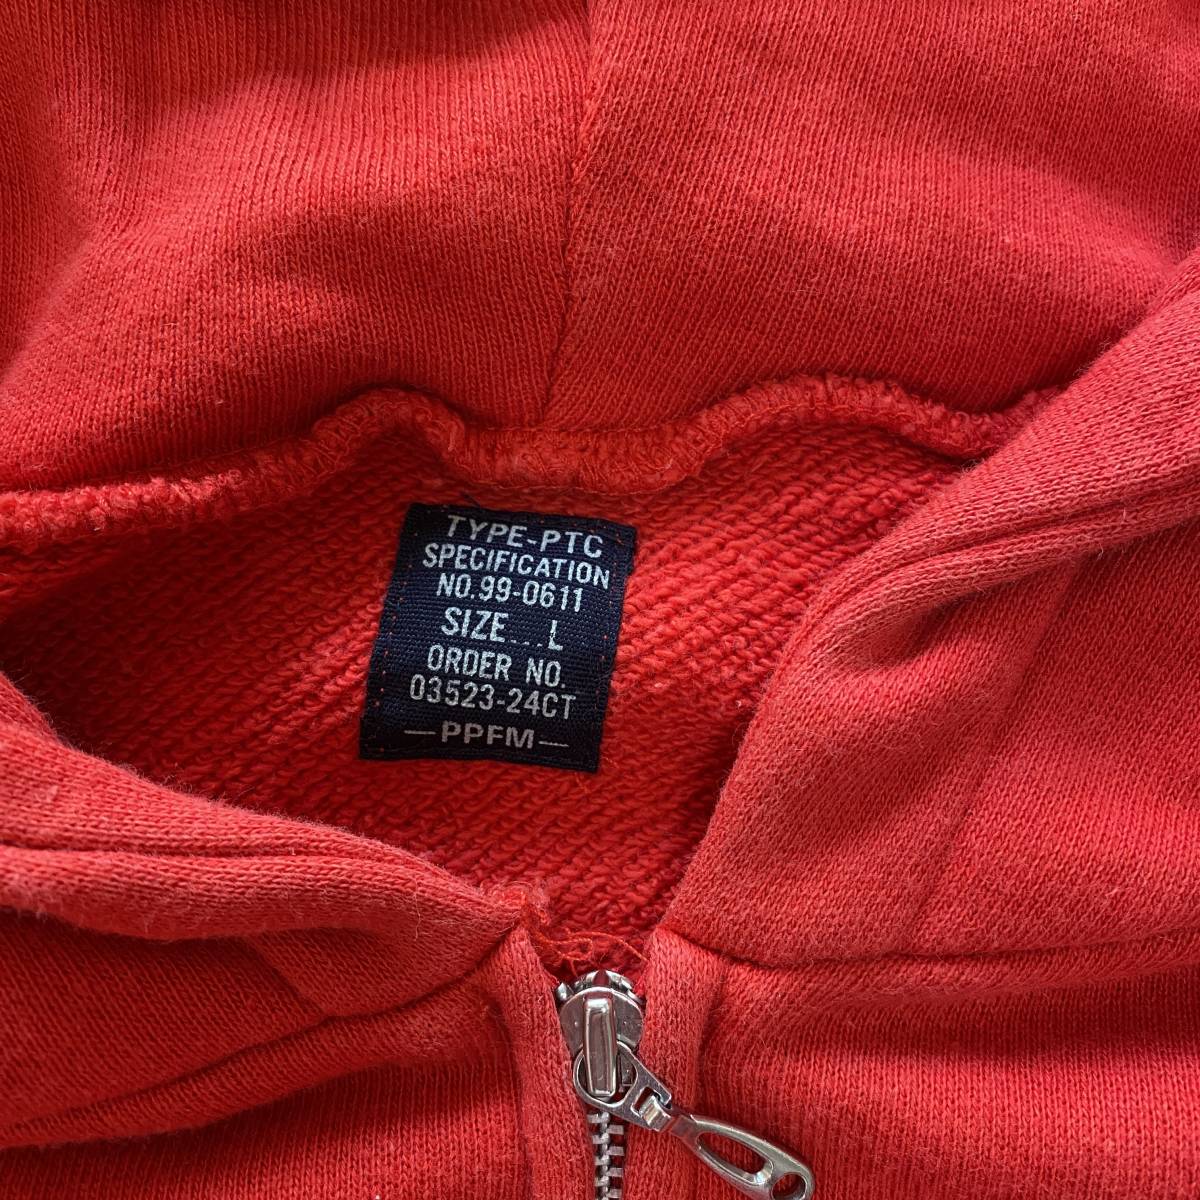 TYPE-PTC
SPECIFICATION
NO.99-0611
SIZE...L
ORDER NO.
03523-24CT
—PPFM—